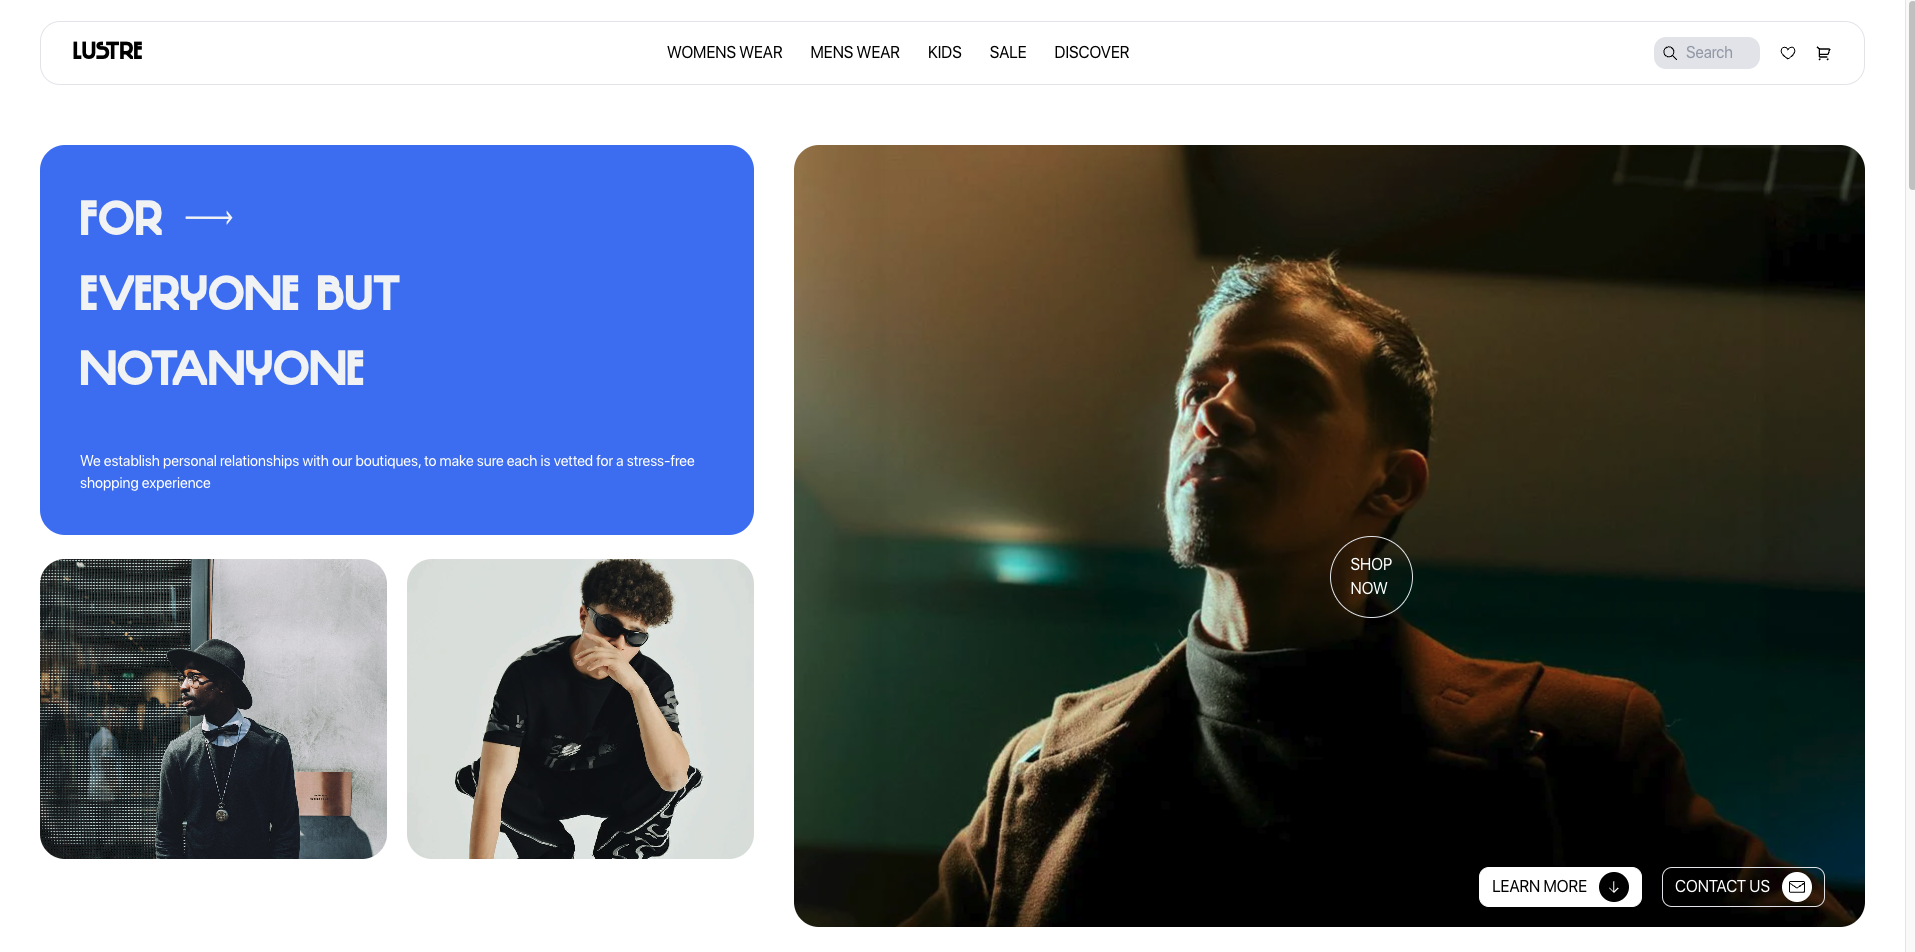 LUSTRE
WOMENS WEAR
MENS WEAR
KIDS
SALE
DISCOVER
Search
FOR
EVERYONE BUT
NOTANYONE
We establish personal relationships with our boutiques, to make sure each is vetted for a stress-free
shopping experience
SHOP
NOW
LEARN MORE
CONTACT US